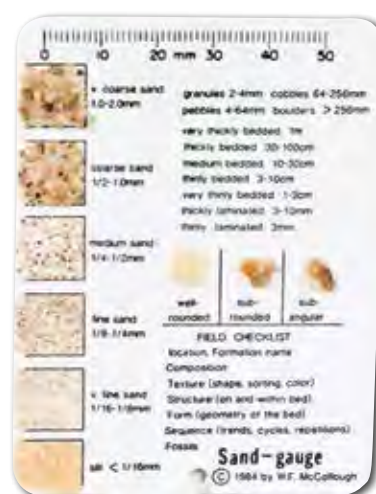 0 10 20 mm 30 40 50
v. coarse sand
1.0-2.0mm
coarse sand
1/2-1.0mm
medium sand
1/4-1/2mm
fine sand
1/8-1/4mm
v. fine sand
1/16-1/8mm
silt < 1/16mm
granules 2-4mm cobbles 64-256mm
pebbles 4-64mm boulders > 256mm
very thickly bedded 1m
thickly bedded 30-100cm
medium bedded 10-30cm
thinly bedded 3-10cm
very thinly bedded 1-3cm
thickly laminated 3-10mm
thinly laminated 3mm
well-
rounded
sub-
rounded
sub-
angular
FIELD CHECKLIST
location, Formation name
Composition
Texture (shape, sorting, color)
Structure (on and within bed)
Form (geometry of the bed)
Sequence (trends, cycles, repetitions)
Fossils
Sand-gauge
© 1984 by W.F. McCollough